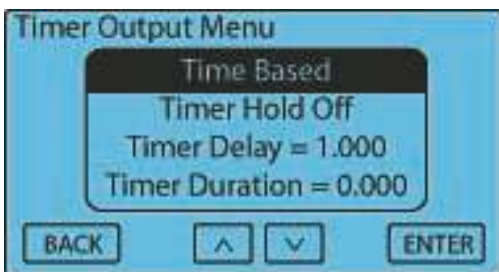 Timer Output Menu
Time Based
Timer Hold Off
Timer Delay = 1.000
Timer Duration = 0.000
BACK ENTER